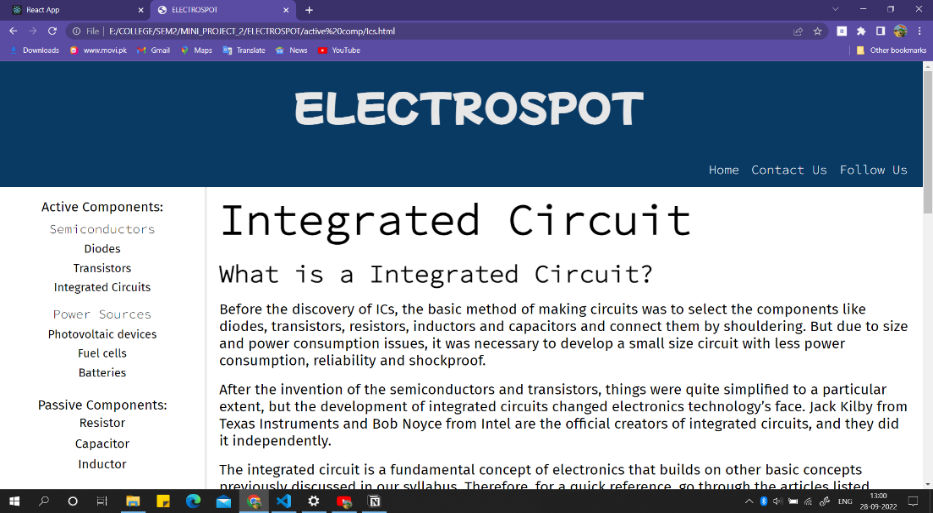 React App
ELECTROSPOT
File | E:/COLLEGE/SEM2/MINI_PROJECT_2/ELECTROSPOT/active%20comp/Ics.html
Downloads www.movi.pk Gmail Maps Translate News YouTube Other bookmarks
ELECTROSPOT
Home Contact Us Follow Us
Active Components:
Semiconductors
Diodes
Transistors
Integrated Circuits
Power Sources
Photovoltaic devices
Fuel cells
Batteries
Passive Components:
Resistor
Capacitor
Inductor
Integrated Circuit
What is a Integrated Circuit?
Before the discovery of ICs, the basic method of making circuits was to select the components like
diodes, transistors, resistors, inductors and capacitors and connect them by shouldering. But due to size
and power consumption issues, it was necessary to develop a small size circuit with less power
consumption, reliability and shockproof.
After the invention of the semiconductors and transistors, things were quite simplified to a particular
extent, but the development of integrated circuits changed electronics technology's face. Jack Kilby from
Texas Instruments and Bob Noyce from Intel are the official creators of integrated circuits, and they did
it independently.
The integrated circuit is a fundamental concept of electronics that builds on other basic concepts
previously discussed in our syllabus. Therefore, for a quick reference, go through the articles listed
ENG
13:00
28-09-2022